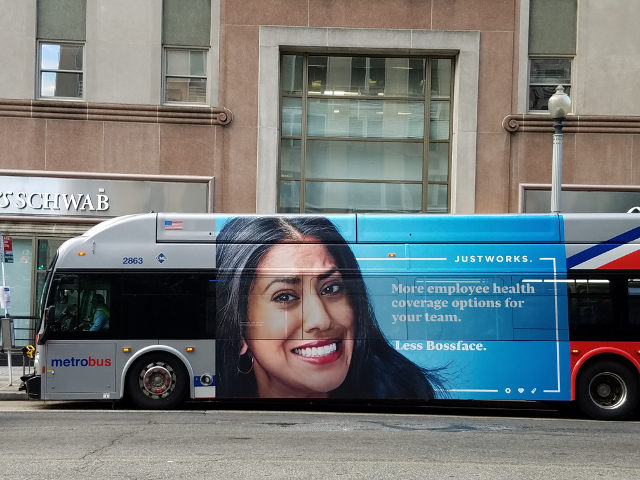 SCHWAB
2863
JUSTWORKS.
More employee health
coverage options for
your team.
Less Bossface.
metrobus